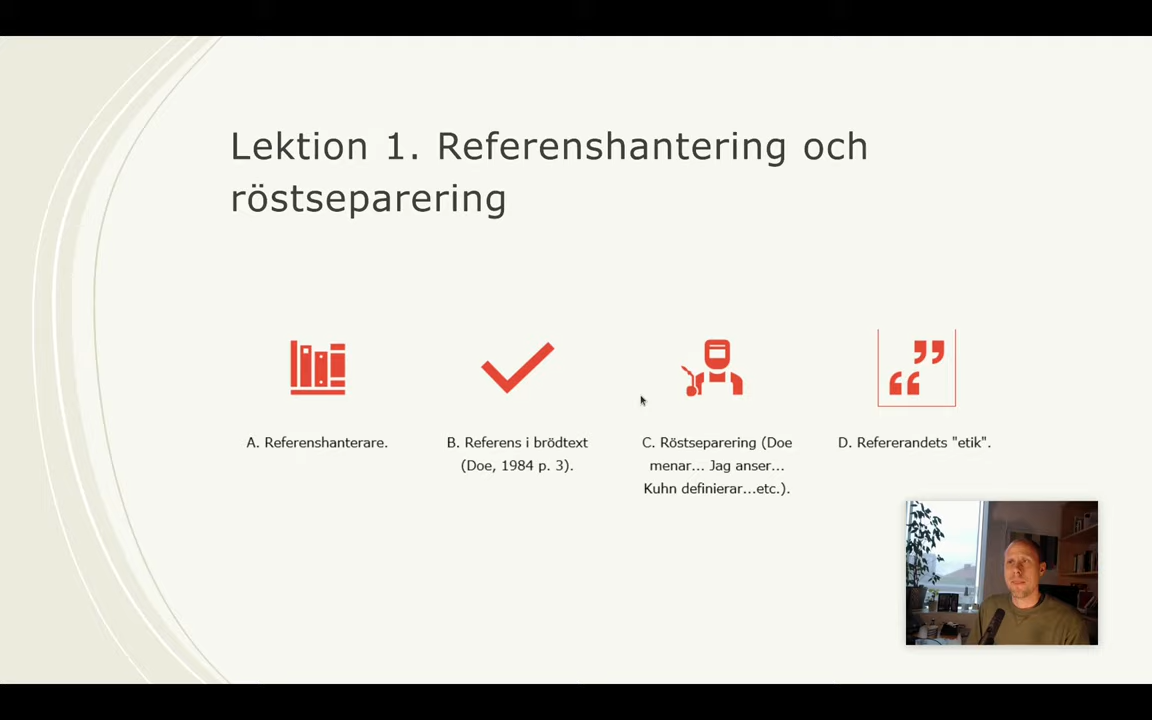 Lektion 1. Referenshantering och
röstseparering
A. Referenshanterare.
B. Referens i brödtext
(Doe, 1984 p. 3).
C. Röstseparering (Doe
menar... Jag anser...
Kuhn definierar...etc.).
D. Refererandets "etik".